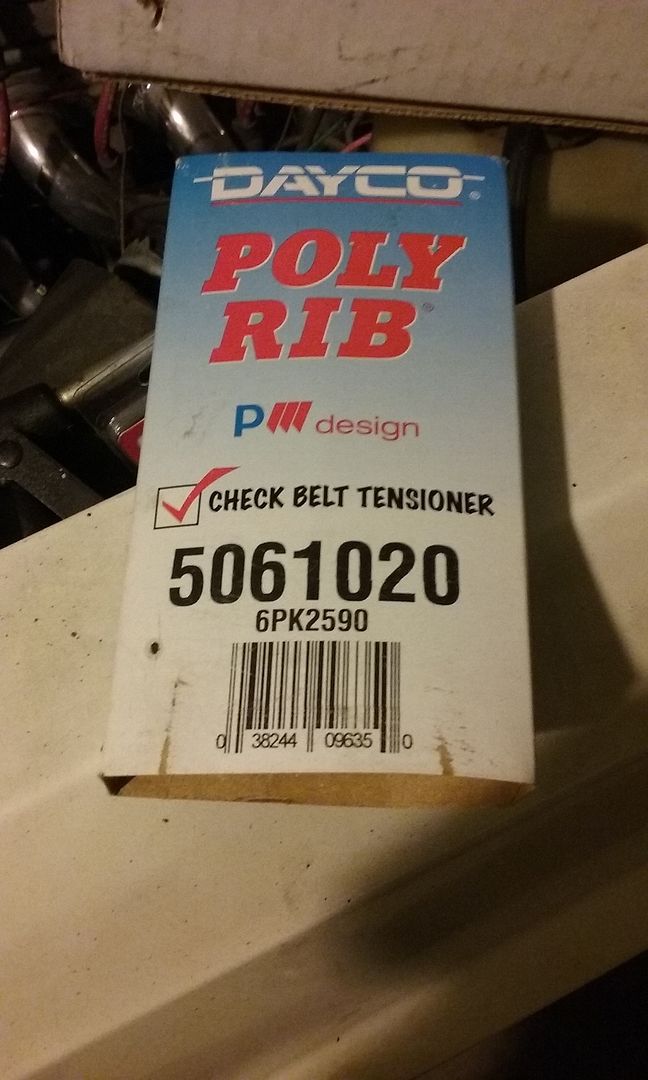 DAYCO®
POLY
RIB®
P design
CHECK BELT TENSIONER
5061020
6PK2590
0 38244 09635 0